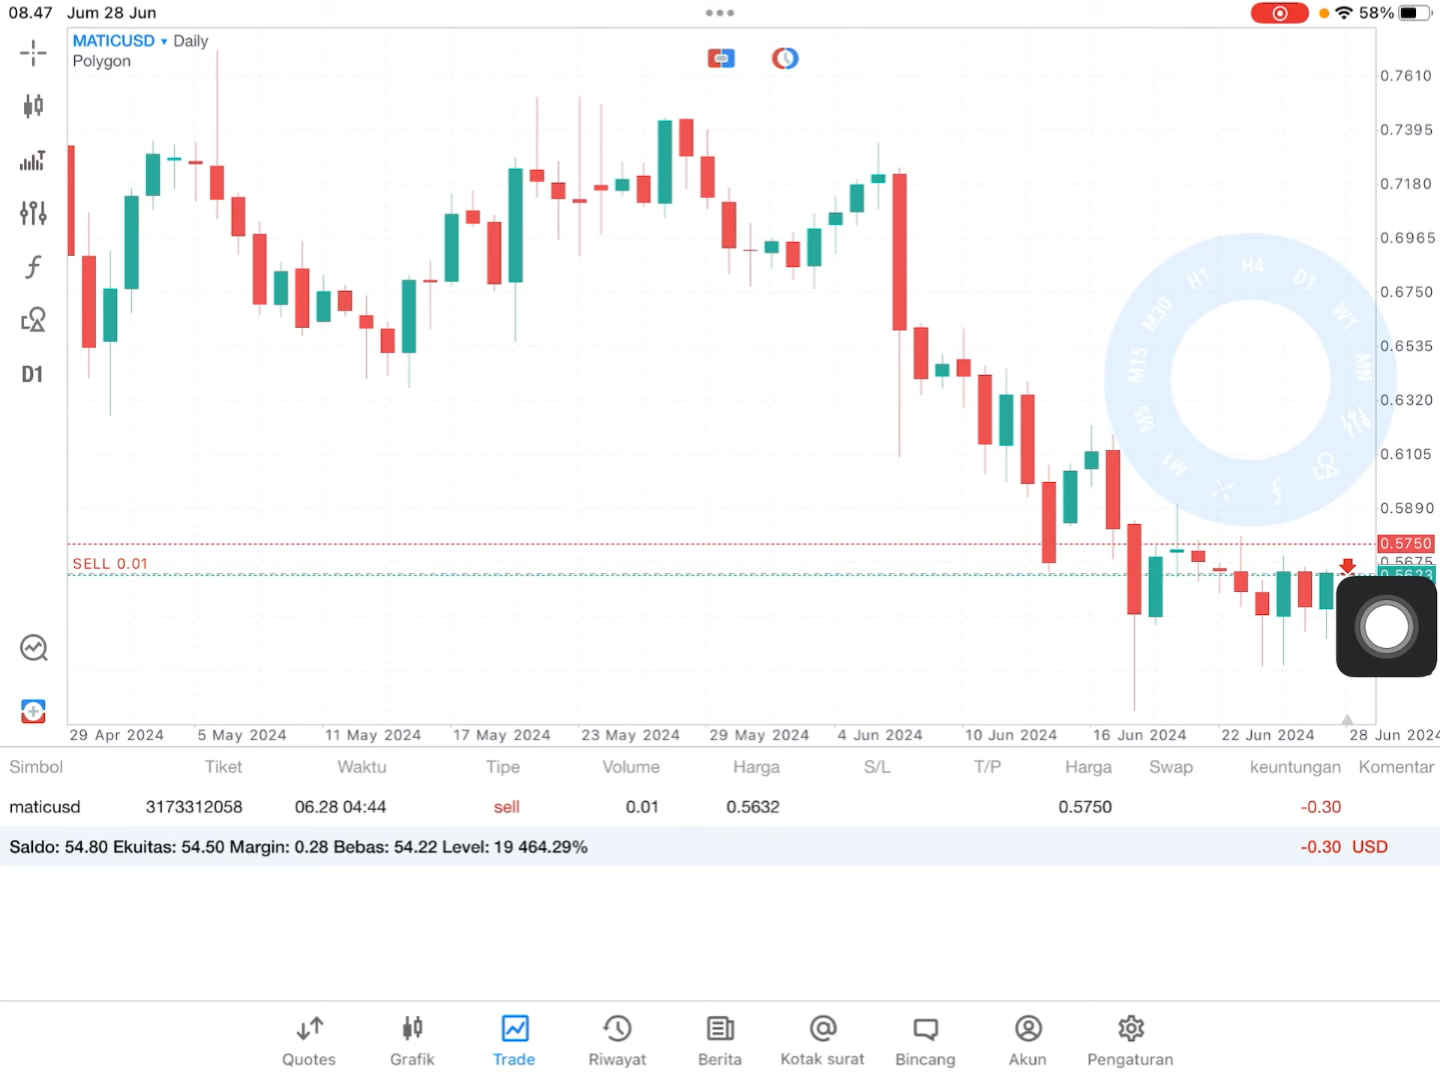 08.47 Jum 28 Jun
58%
MATICUSD ▾ Daily
Polygon
0.7610
0.7395
0.7180
0.6965
0.6750
0.6535
0.6320
0.6105
0.5890
0.5750
0.5675
0.5623
D1
SELL 0.01
M1
M5
M15
M30
H1
H4
D1
W1
MN
29 Apr 2024
5 May 2024
11 May 2024
17 May 2024
23 May 2024
29 May 2024
4 Jun 2024
10 Jun 2024
16 Jun 2024
22 Jun 2024
28 Jun 2024
Simbol Tiket Waktu Tipe Volume Harga S/L T/P Harga Swap keuntungan Komentar
maticusd 3173312058 06.28 04:44 sell 0.01 0.5632 0.5750 -0.30
Saldo: 54.80 Ekuitas: 54.50 Margin: 0.28 Bebas: 54.22 Level: 19 464.29% -0.30 USD
Quotes Grafik Trade Riwayat Berita Kotak surat Bincang Akun Pengaturan